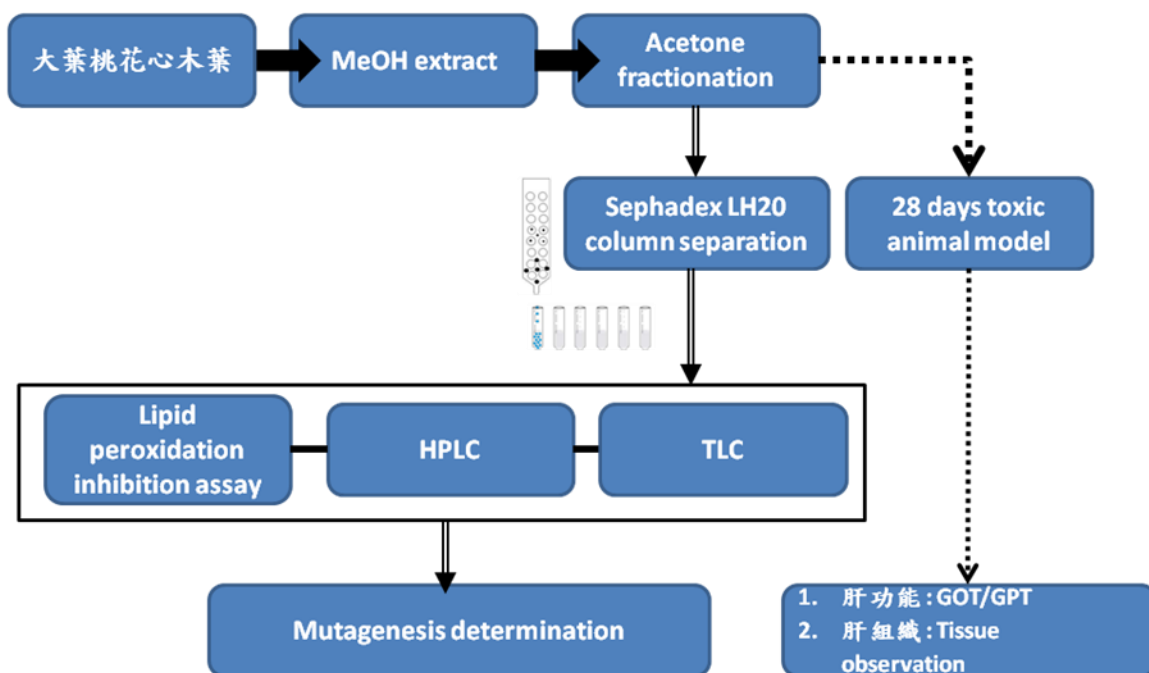 大葉桃花心木葉
MeOH extract
Acetone
fractionation
Sephadex LH20
column separation
28 days toxic
animal model
Lipid
peroxidation
inhibition assay
HPLC
TLC
Mutagenesis determination
1. 肝功能 : GOT/GPT
2. 肝組織 : Tissue
observation